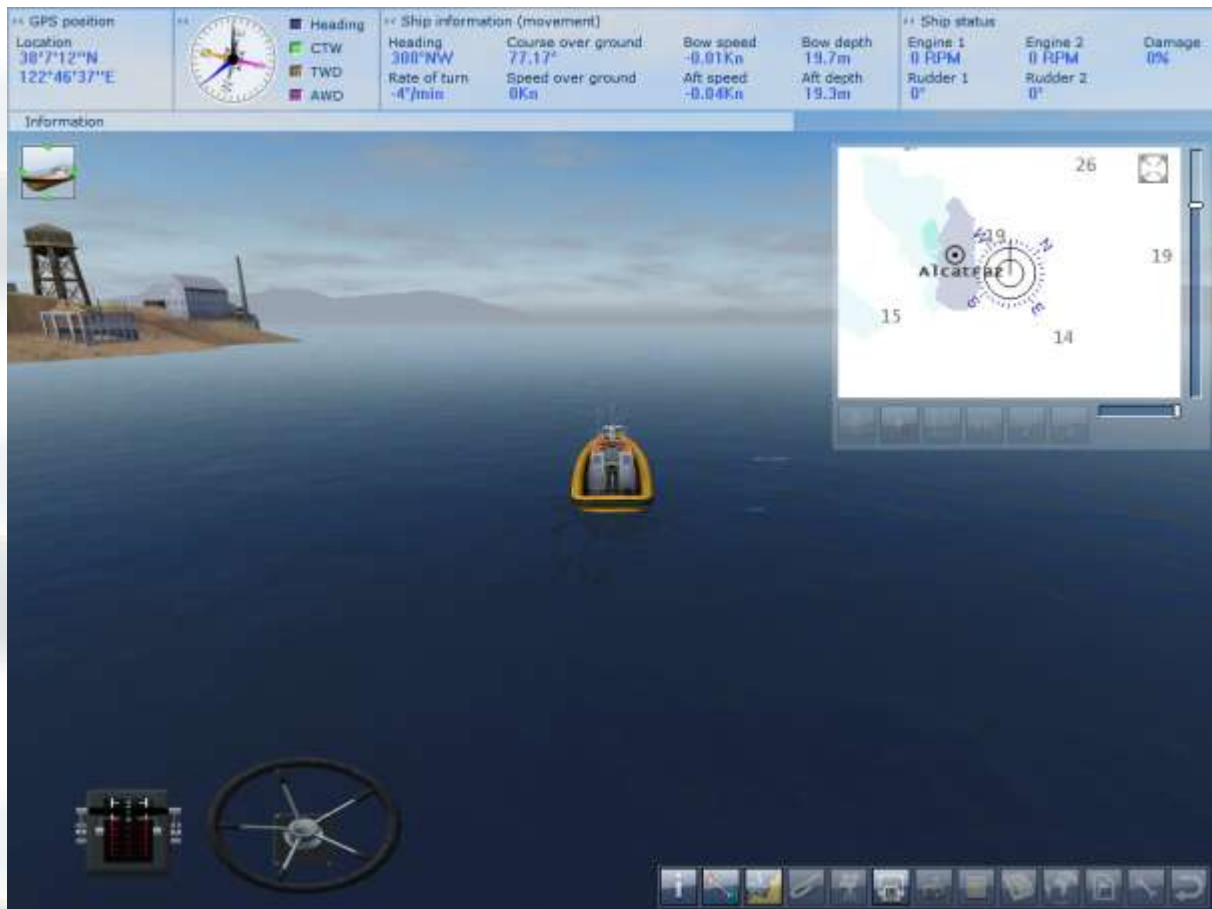 ‹‹ GPS position
Location
38°7'12"N
122°46'37"E
‹‹
Heading
CTW
TWD
AWD
‹‹ Ship information (movement)
Heading
Course over ground
Bow speed
Bow depth
308°NW
77.17°
-0.01Kn
19.7m
Rate of turn
Speed over ground
Aft speed
Aft depth
-4°/min
0Kn
-0.04Kn
19.3m
‹‹ Ship status
Engine 1
Engine 2
Damage
0 RPM
0 RPM
0%
Rudder 1
Rudder 2
0°
0°
Information
26
19
N
W
19
Alcatraz
S
E
15
14